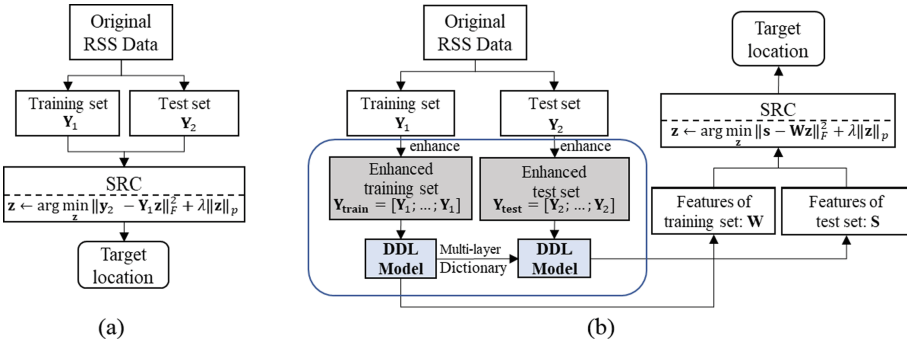 Original
RSS Data
Training set
Y₁
Test set
Y₂
SRC
z ← arg min_z ‖y₂ − Y₁z‖²_F + λ‖z‖_p
Target
location
(a)
Original
RSS Data
Training set
Y₁
Test set
Y₂
enhance
enhance
Enhanced
training set
Y_train = [Y₁; …; Y₁]
Enhanced
test set
Y_test = [Y₂; …; Y₂]
DDL
Model
Multi-layer
Dictionary
DDL
Model
Target
location
SRC
z ← arg min_z ‖s − Wz‖²_F + λ‖z‖_p
Features of
training set: W
Features of
test set: S
(b)